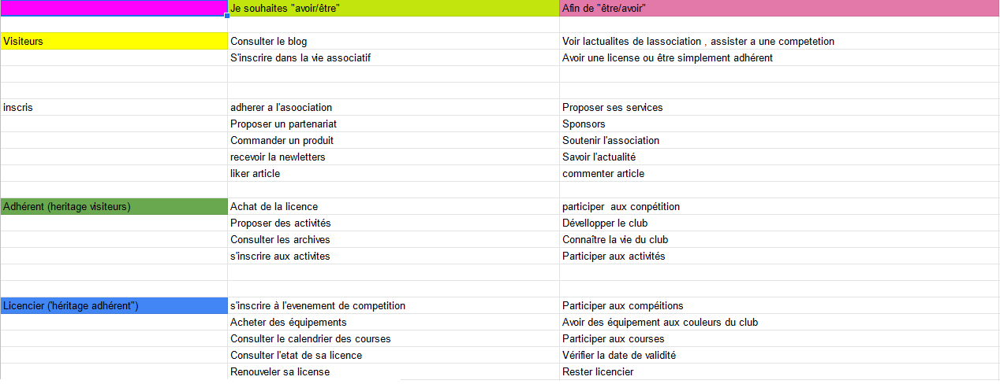 Je souhaites "avoir/être" Afin de "être/avoir"
Visiteurs Consulter le blog Voir lactualites de lassociation , assister a une competetion
S'inscrire dans la vie associatif Avoir une license ou être simplement adhérent
inscris adherer a l'asoociation Proposer ses services
Proposer un partenariat Sponsors
Commander un produit Soutenir l'association
recevoir la newletters Savoir l'actualité
liker article commenter article
Adhérent (heritage visiteurs) Achat de la licence participer aux conpétition
Proposer des activités Dévellopper le club
Consulter les archives Connaître la vie du club
s'inscrire aux activites Participer aux activités
Licencier ('héritage adhérent") s'inscrire à l'evenement de competition Participer aux compéitions
Acheter des équipements Avoir des équipement aux couleurs du club
Consulter le calendrier des courses Participer aux courses
Consulter l'etat de sa licence Vérifier la date de validité
Renouveler sa license Rester licencier